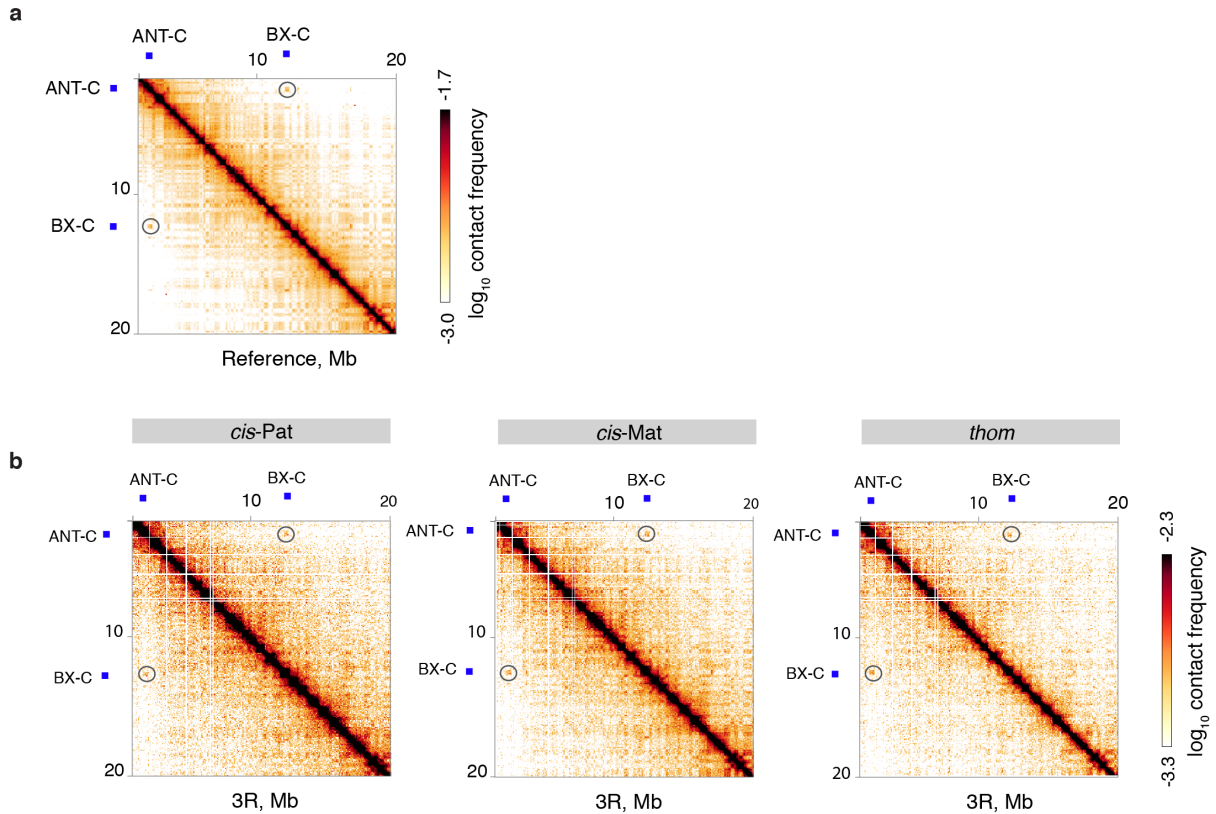 a
ANT-C
BX-C
10
20
ANT-C
10
BX-C
20
Reference, Mb
-1.7
log10 contact frequency
-3.0
cis-Pat
cis-Mat
thom
b
ANT-C
BX-C
10
20
ANT-C
10
BX-C
20
3R, Mb
ANT-C
BX-C
10
20
ANT-C
10
BX-C
20
3R, Mb
ANT-C
BX-C
10
20
ANT-C
10
BX-C
20
3R, Mb
-2.3
log10 contact frequency
-3.3